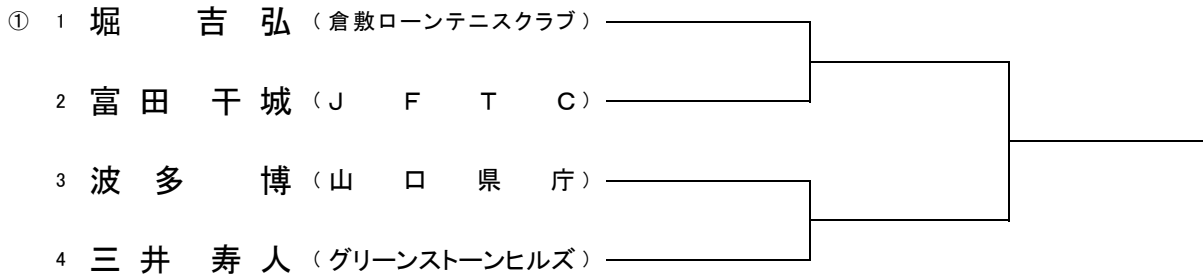 ① 1 堀 吉 弘 (倉敷ローンテニスクラブ)
2 富 田 干 城 (J F T C)
3 波 多 博 (山 口 県 庁)
4 三 井 寿 人 (グリーンストーンヒルズ)